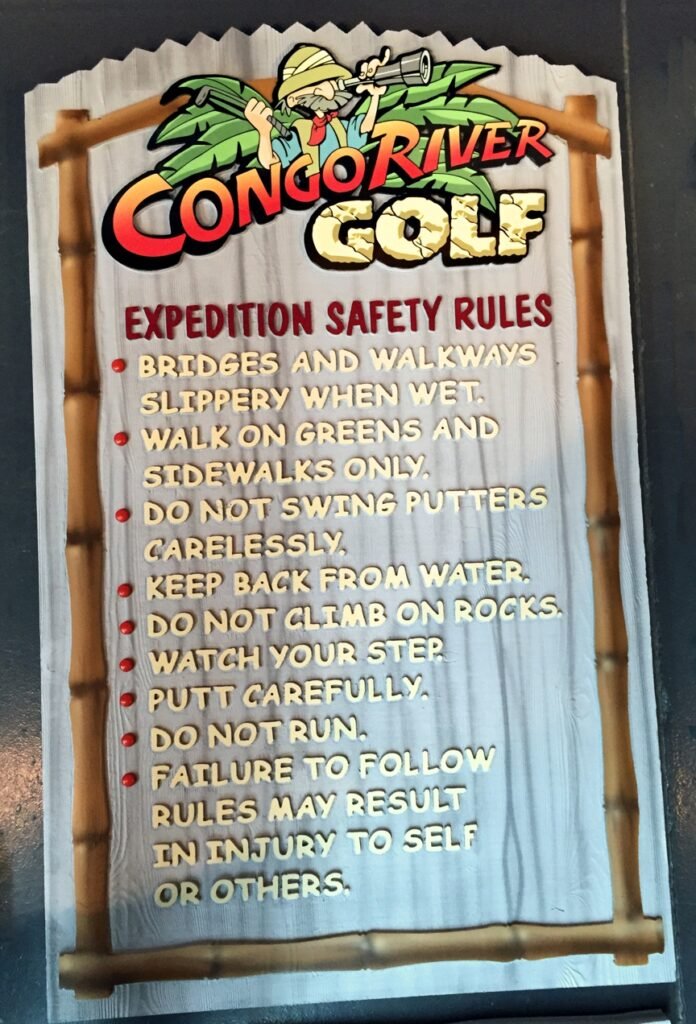 CONGO RIVER
GOLF
EXPEDITION SAFETY RULES
• BRIDGES AND WALKWAYS
SLIPPERY WHEN WET.
• WALK ON GREENS AND
SIDEWALKS ONLY.
• DO NOT SWING PUTTERS
CARELESSLY.
• KEEP BACK FROM WATER.
• DO NOT CLIMB ON ROCKS.
• WATCH YOUR STEP.
• PUTT CAREFULLY.
• DO NOT RUN.
• FAILURE TO FOLLOW
RULES MAY RESULT
IN INJURY TO SELF
OR OTHERS.